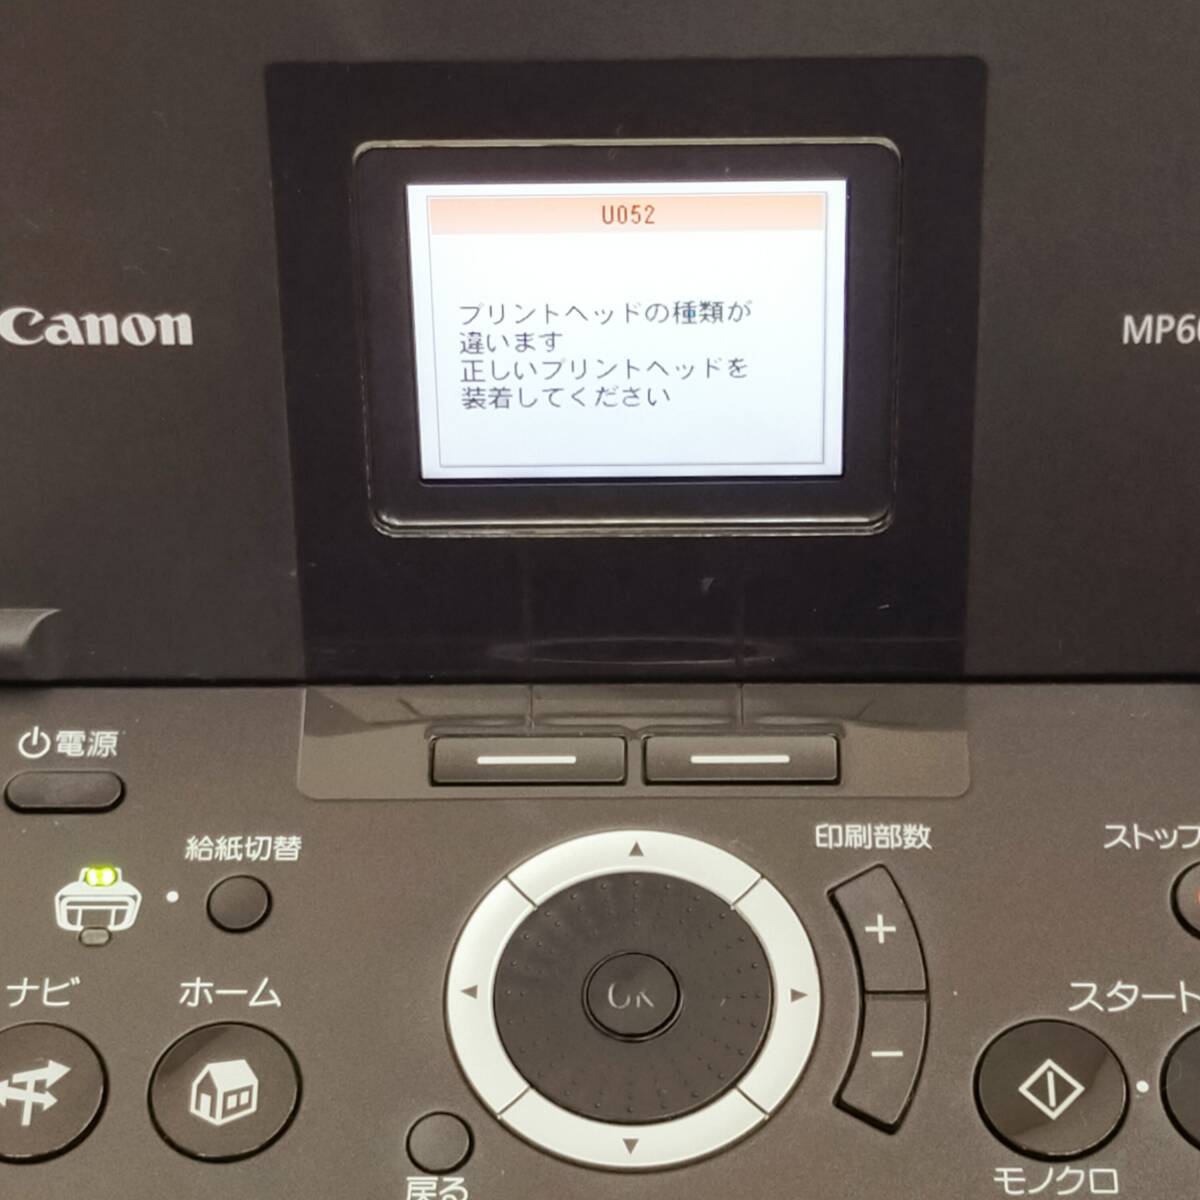 U052
プリントヘッドの種類が
違います
正しいプリントヘッドを
装着してください
Canon
MP6
電源
給紙切替
印刷部数
ストップ
+
OK
ナビ
ホーム
スタート
−
戻る
モノクロ